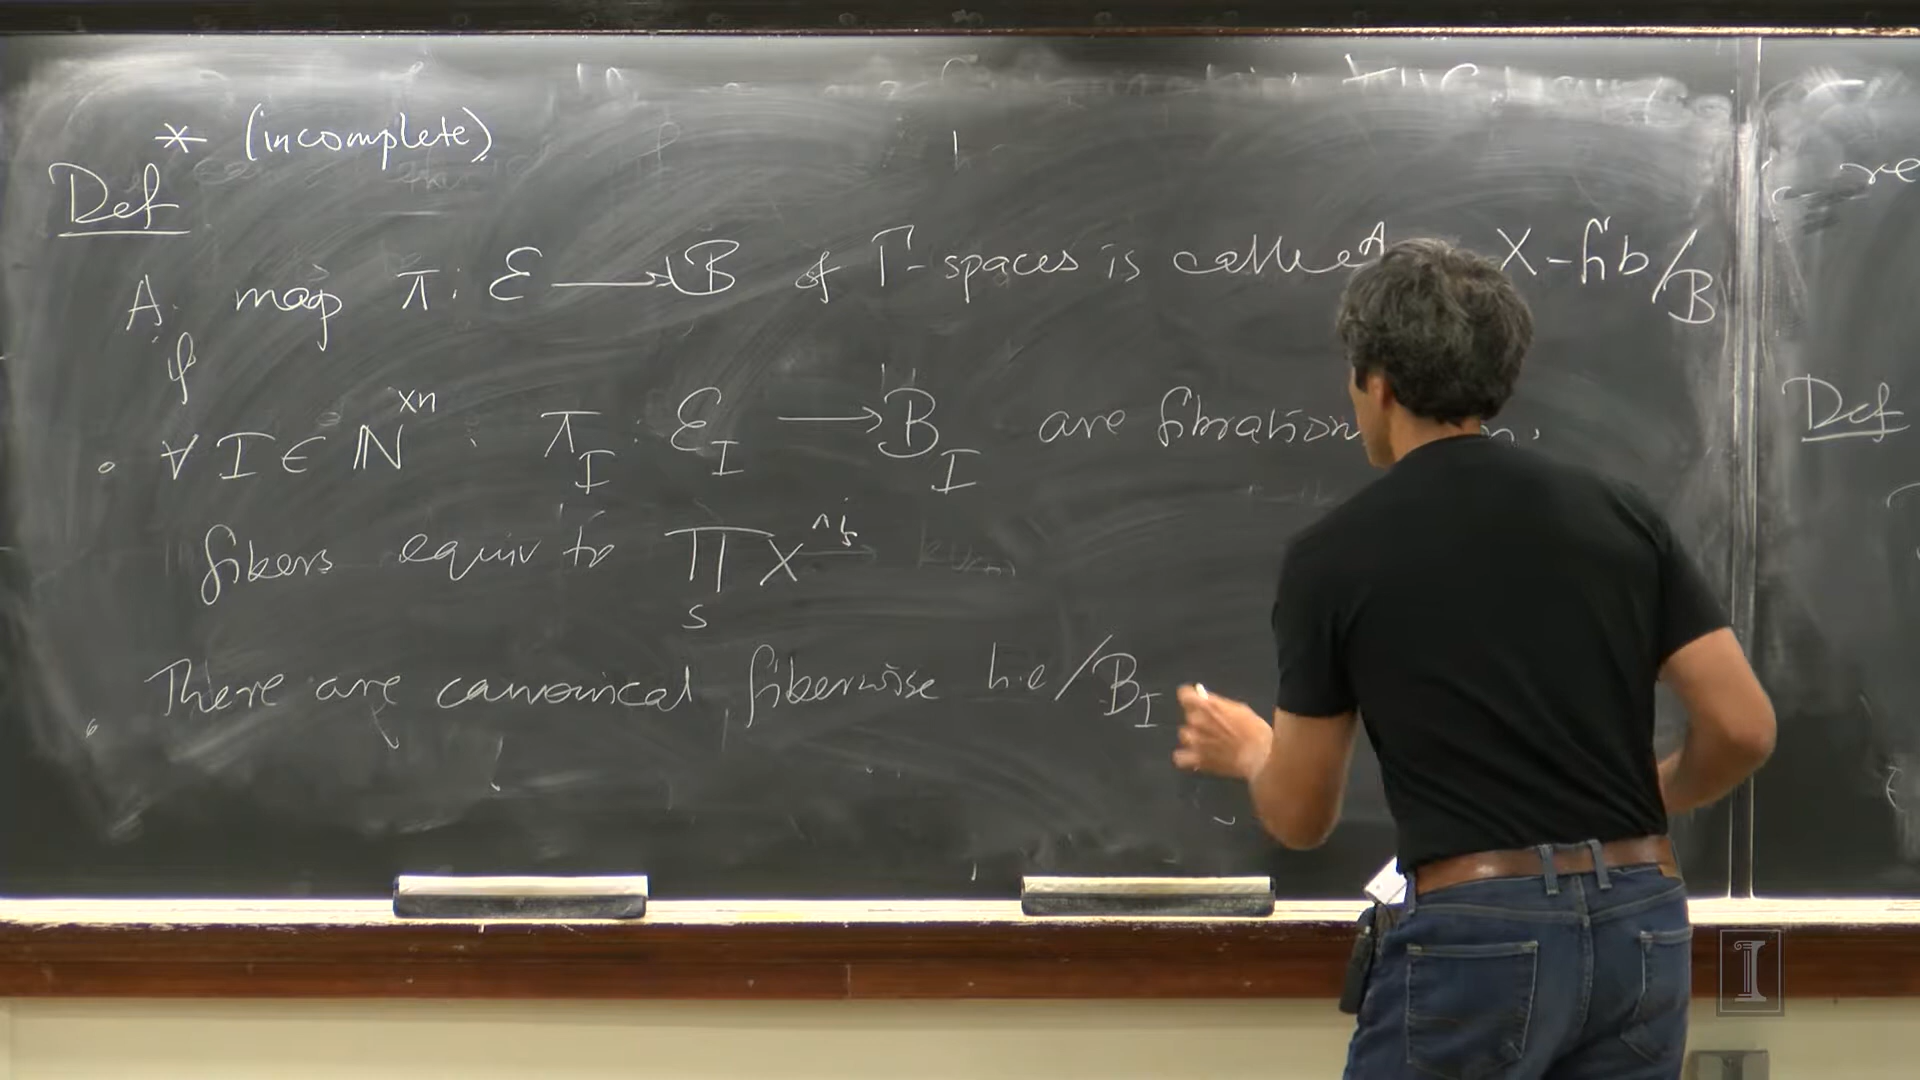 * (incomplete)
Def
A map π: ℰ → B of Γ-spaces is called X-fib/B
if
∘ ∀ I ∈ ℕ^{×n} : π_I : ℰ_I → B_I are fibration
fibers equiv to ∏_s X
∘ There are canonical fiberwise h.e/B_I
Def